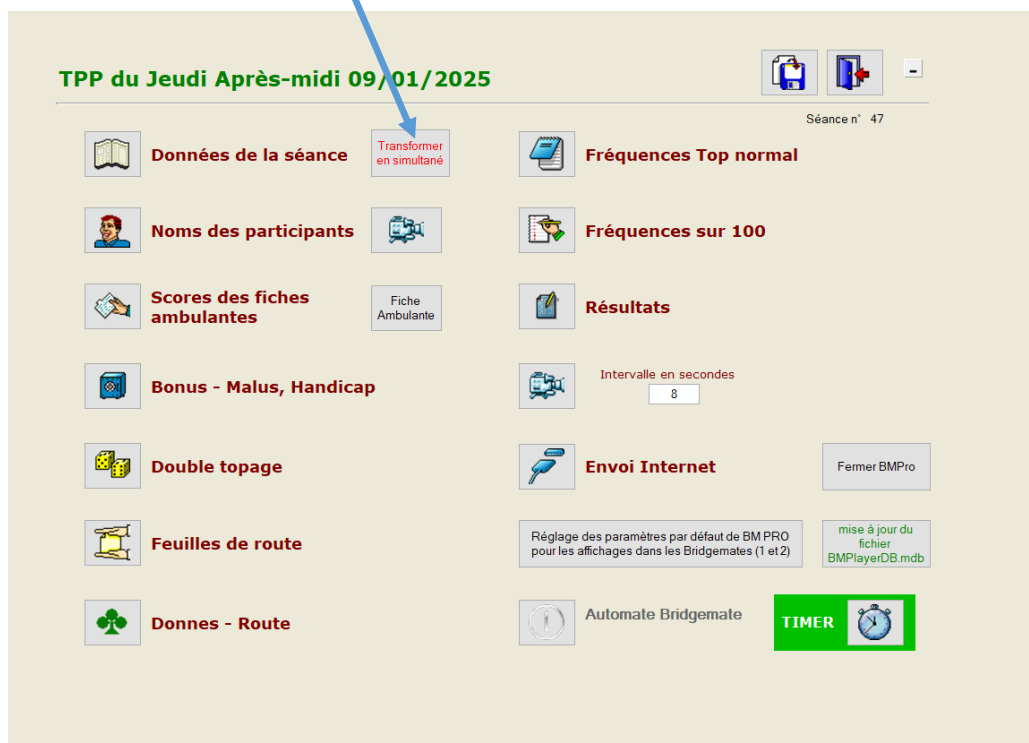 TPP du Jeudi Après-midi 09/01/2025
-
Séance n° 47
Données de la séance
Transformer
en simultané
Fréquences Top normal
Noms des participants
Fréquences sur 100
Scores des fiches
ambulantes
Fiche
Ambulante
Résultats
Bonus - Malus, Handicap
Intervalle en secondes
8
Double topage
Envoi Internet
Fermer BMPro
Feuilles de route
Réglage des paramètres par défaut de BM PRO
pour les affichages dans les Bridgemates (1 et 2)
mise à jour du
fichier
BMPlayerDB.mdb
Donnes - Route
Automate Bridgemate
TIMER